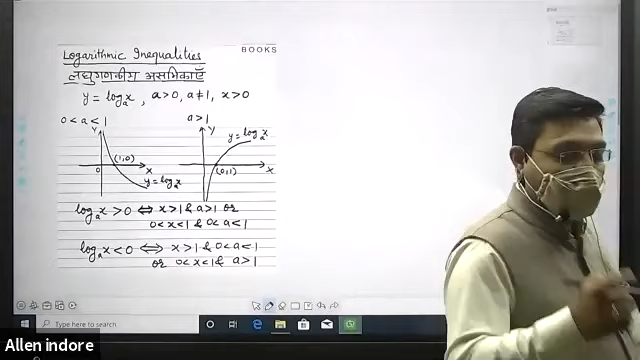 BOOKS
Logarithmic Inequalities
लघुगणकीय असमिकाएँ
y = logₐx , a>0, a≠1, x>0
0<a<1
a>1
Y
Y
y = logₐx
(1,0)
0
X
(0,1)
X
y = logₐx
logₐx>0 ⇔ x>1 & a>1 or
0<x<1 & 0<a<1
logₐx<0 ⇔ x>1 & 0<a<1
or 0<x<1 & a>1
Type here to search
Allen indore